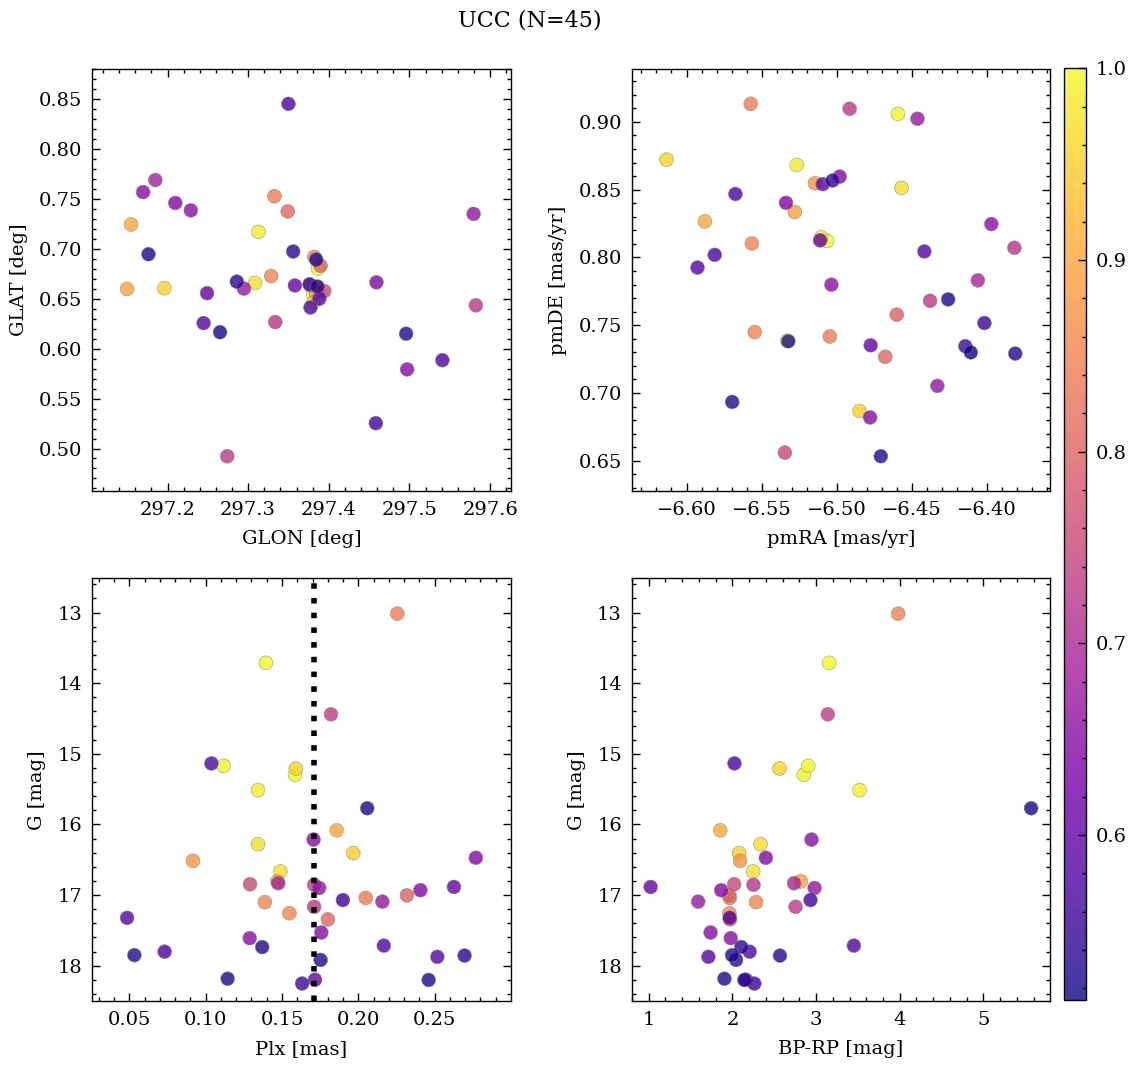 UCC (N=45)
0.85
0.80
0.75
0.70
0.65
0.60
0.55
0.50
GLAT [deg]
297.2 297.3 297.4 297.5 297.6
GLON [deg]
0.90
0.85
0.80
0.75
0.70
0.65
pmDE [mas/yr]
−6.60 −6.55 −6.50 −6.45 −6.40
pmRA [mas/yr]
13
14
15
16
17
18
G [mag]
0.05 0.10 0.15 0.20 0.25
Plx [mas]
13
14
15
16
17
18
G [mag]
1 2 3 4 5
BP-RP [mag]
1.0
0.9
0.8
0.7
0.6